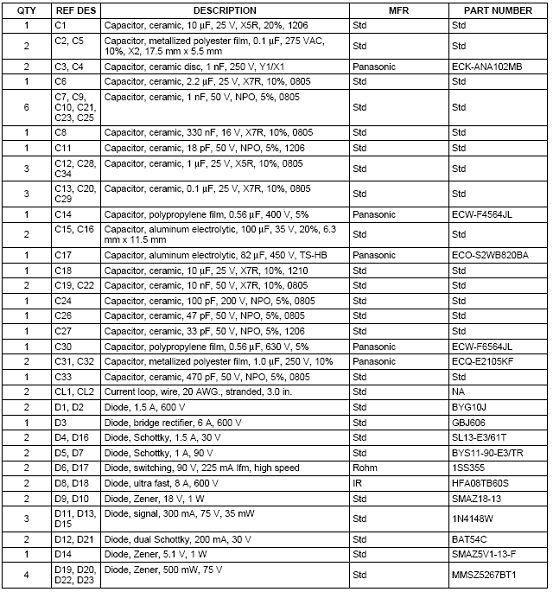 QTY REF DES DESCRIPTION MFR PART NUMBER
1 C1 Capacitor, ceramic, 10 µF, 25 V, X5R, 20%, 1206 Std Std
2 C2, C5 Capacitor, metallized polyester film, 0.1 µF, 275 VAC, 10%, X2, 17.5 mm x 5.5 mm Std Std
2 C3, C4 Capacitor, ceramic disc, 1 nF, 250 V, Y1/X1 Panasonic ECK-ANA102MB
1 C6 Capacitor, ceramic, 2.2 µF, 25 V, X7R, 10%, 0805 Std Std
6 C7, C9, C10, C21, C23, C25 Capacitor, ceramic, 1 nF, 50 V, NPO, 5%, 0805 Std Std
1 C8 Capacitor, ceramic, 330 nF, 16 V, X7R, 10%, 0805 Std Std
1 C11 Capacitor, ceramic, 18 pF, 50 V, NPO, 5%, 1206 Std Std
3 C12, C28, C34 Capacitor, ceramic, 1 µF, 25 V, X5R, 10%, 0805 Std Std
3 C13, C20, C29 Capacitor, ceramic, 0.1 µF, 25 V, X7R, 10%, 0805 Std Std
1 C14 Capacitor, polypropylene film, 0.56 µF, 400 V, 5% Panasonic ECW-F4564JL
2 C15, C16 Capacitor, aluminum electrolytic, 100 µF, 35 V, 20%, 6.3 mm x 11.5 mm Std Std
1 C17 Capacitor, aluminum electrolytic, 82 µF, 450 V, TS-HB Panasonic ECO-S2WB820BA
1 C18 Capacitor, ceramic, 10 µF, 25 V, X7R, 10%, 1210 Std Std
2 C19, C22 Capacitor, ceramic, 10 nF, 50 V, X7R, 10%, 0805 Std Std
1 C24 Capacitor, ceramic, 100 pF, 200 V, NPO, 5%, 0805 Std Std
1 C26 Capacitor, ceramic, 47 pF, 50 V, NPO, 5%, 0805 Std Std
1 C27 Capacitor, ceramic, 33 pF, 50 V, NPO, 5%, 1206 Std Std
1 C30 Capacitor, polypropylene film, 0.56 µF, 630 V, 5% Panasonic ECW-F6564JL
2 C31, C32 Capacitor, metallized polyester film, 1.0 µF, 250 V, 10% Panasonic ECQ-E2105KF
1 C33 Capacitor, ceramic, 470 pF, 50 V, NPO, 5%, 0805 Std Std
2 CL1, CL2 Current loop, wire, 20 AWG., stranded, 3.0 in. Std NA
2 D1, D2 Diode, 1.5 A, 600 V Std BYG10J
1 D3 Diode, bridge rectifier, 6 A, 600 V Std GBJ606
2 D4, D16 Diode, Schottky, 1.5 A, 30 V Std SL13-E3/61T
2 D5, D7 Diode, Schottky, 1 A, 90 V Std BYS11-90-E3/TR
2 D6, D17 Diode, switching, 90 V, 225 mA Ifm, high speed Rohm 1SS355
2 D8, D18 Diode, ultra fast, 8 A, 600 V IR HFA08TB60S
2 D9, D10 Diode, Zener, 18 V, 1 W Std SMAZ18-13
3 D11, D13, D15 Diode, signal, 300 mA, 75 V, 35 mW Std 1N4148W
2 D12, D21 Diode, dual Schottky, 200 mA, 30 V Std BAT54C
1 D14 Diode, Zener, 5.1 V, 1 W Std SMAZ5V1-13-F
4 D19, D20, D22, D23 Diode, Zener, 500 mW, 75 V Std MMSZ5267BT1